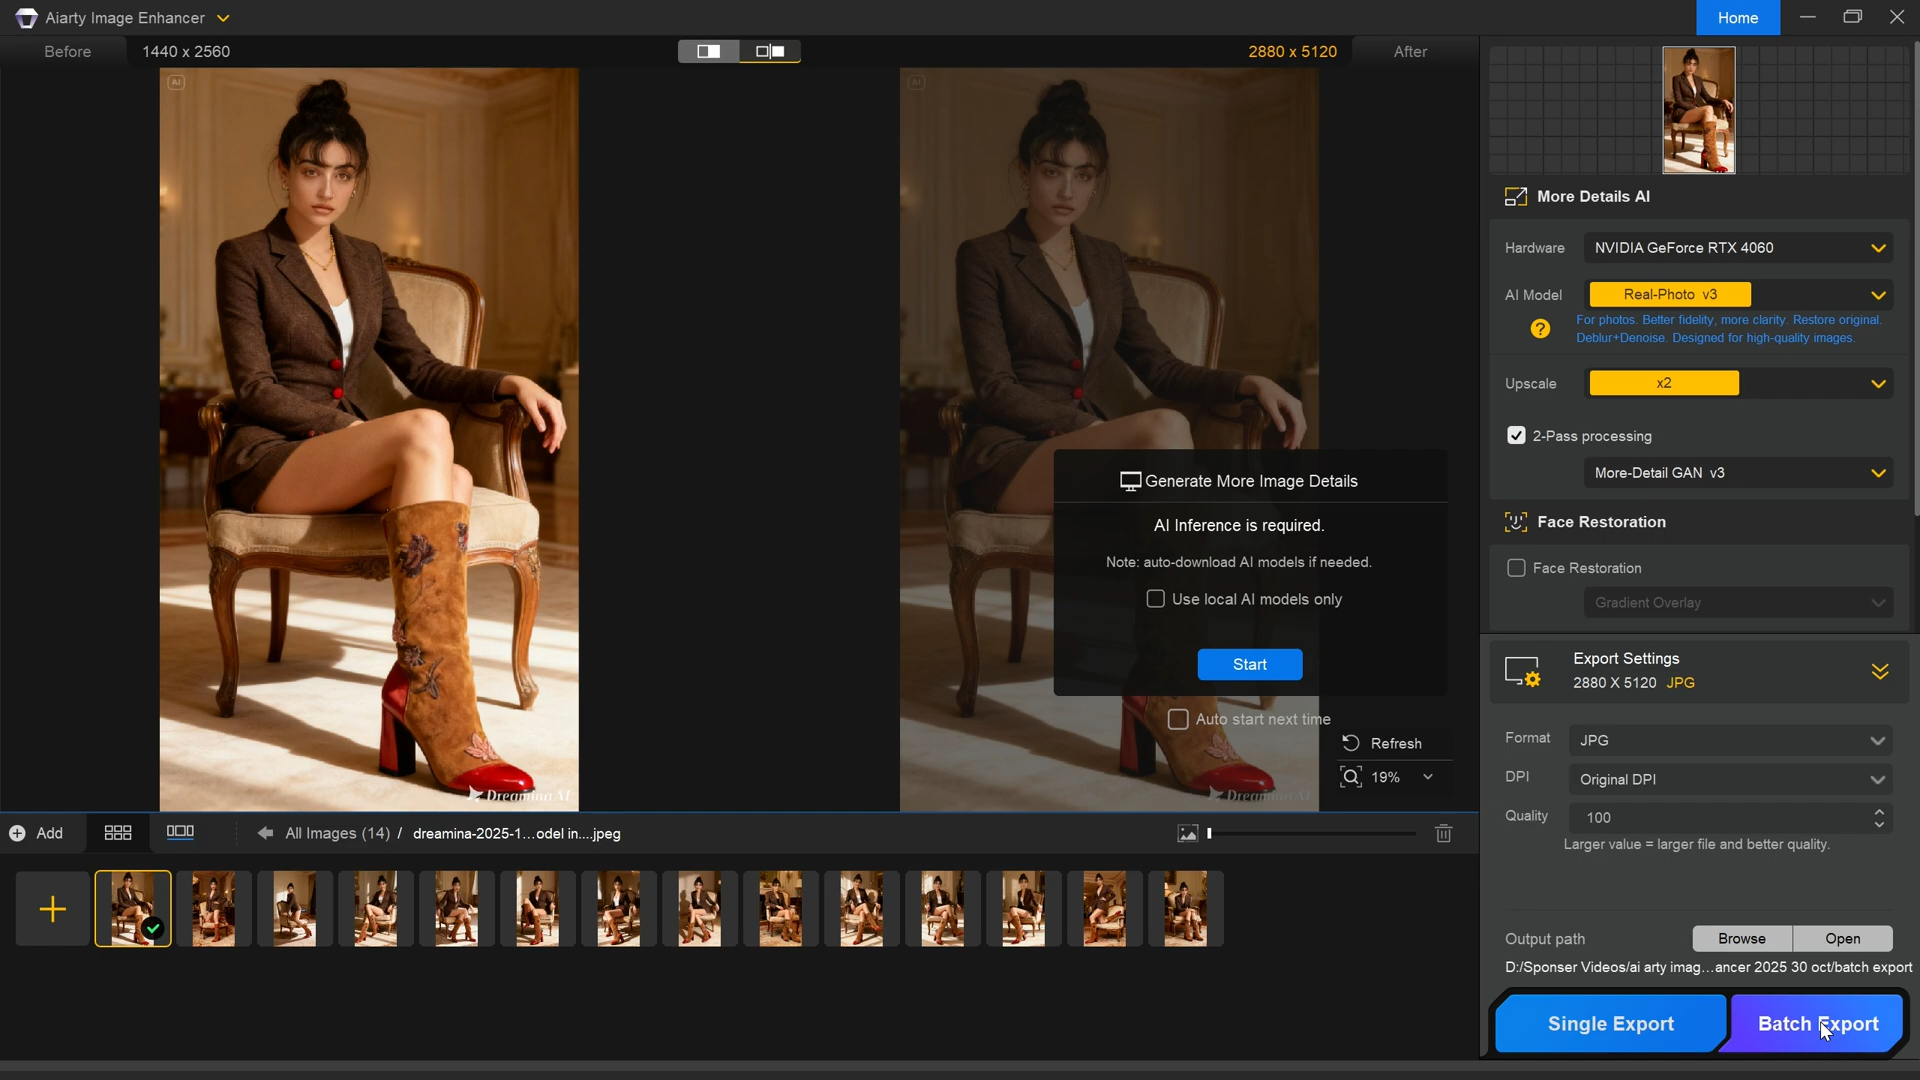 Aiarty Image Enhancer
Home
Before
1440 x 2560
2880 x 5120
After
AI
AI
More Details AI
Hardware
NVIDIA GeForce RTX 4060
AI Model
Real-Photo v3
?
For photos. Better fidelity, more clarity. Restore original.
Deblur+Denoise. Designed for high-quality images.
Upscale
x2
2-Pass processing
More-Detail GAN v3
Generate More Image Details
AI Inference is required.
Note: auto-download AI models if needed.
Use local AI models only
Start
Auto start next time
Refresh
19%
Face Restoration
Face Restoration
Gradient Overlay
Export Settings
2880 X 5120 JPG
Format
JPG
DPI
Original DPI
Quality
100
Larger value = larger file and better quality.
Dreamina AI
Dreamina AI
Add
All Images (14) / dreamina-2025-1...odel in....jpeg
Output path
Browse
Open
D:/Sponser Videos/ai arty imag...ancer 2025 30 oct/batch export
Single Export
Batch Export